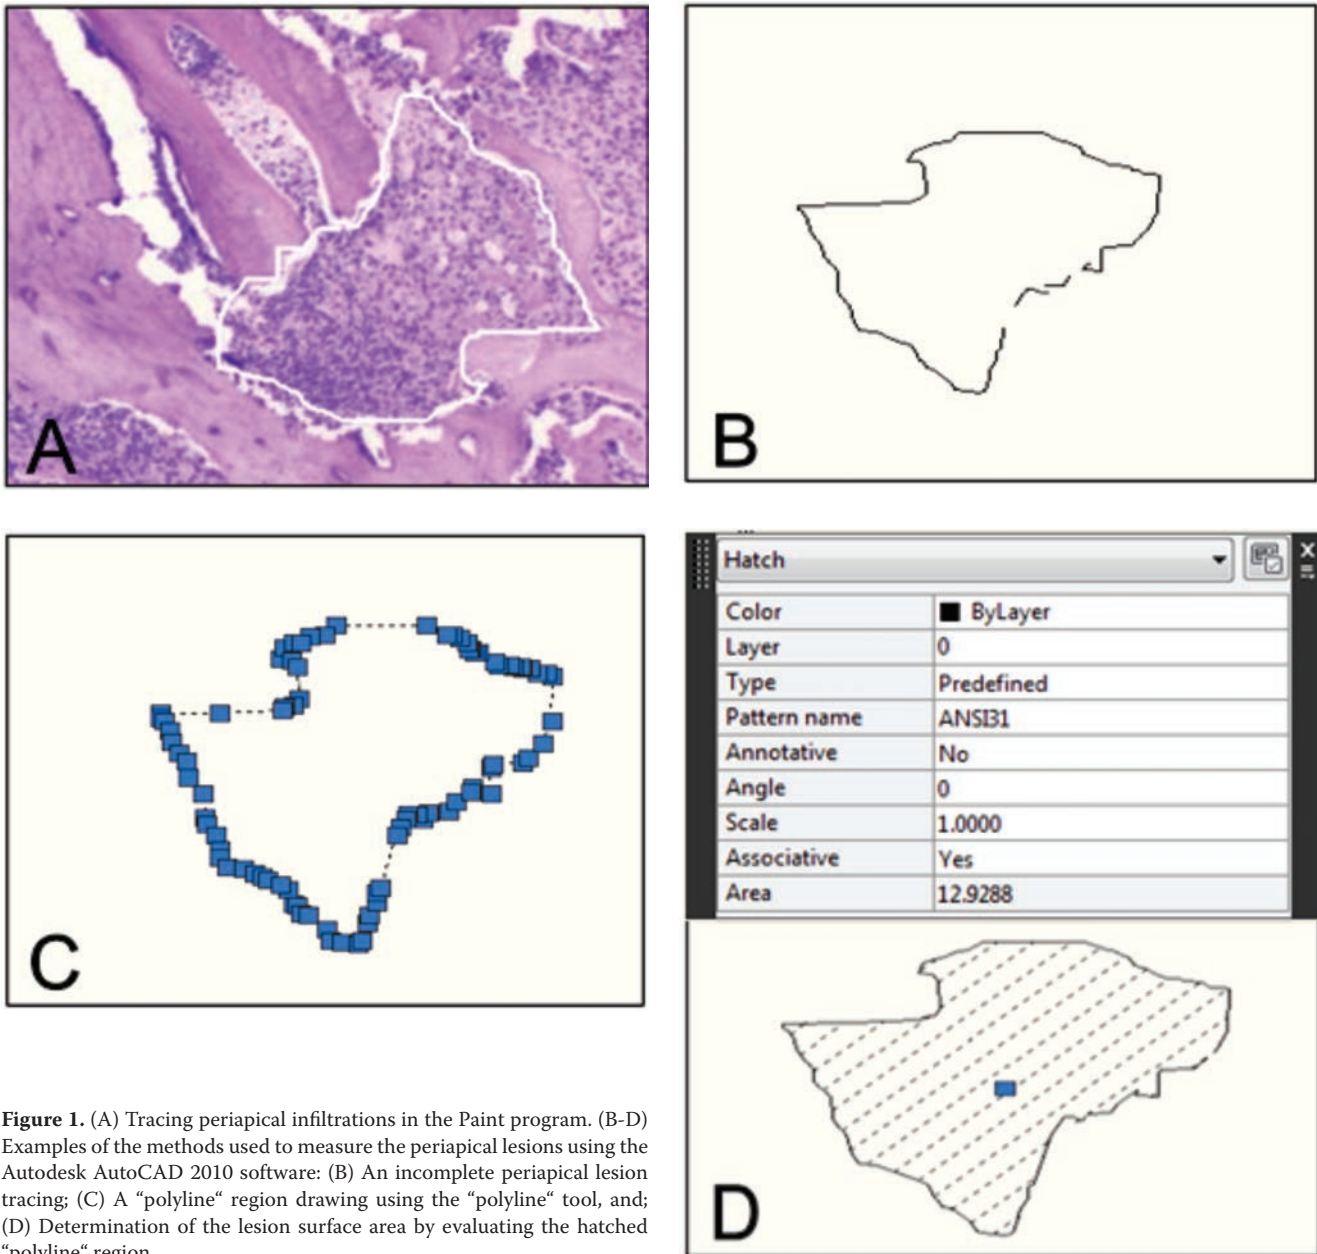 A
B
C
Hatch
Color ByLayer
Layer 0
Type Predefined
Pattern name ANSI31
Annotative No
Angle 0
Scale 1.0000
Associative Yes
Area 12.9288
D
Figure 1. (A) Tracing periapical infiltrations in the Paint program. (B-D)
Examples of the methods used to measure the periapical lesions using the
Autodesk AutoCAD 2010 software: (B) An incomplete periapical lesion
tracing; (C) A “polyline“ region drawing using the “polyline“ tool, and;
(D) Determination of the lesion surface area by evaluating the hatched
“polyline“ region